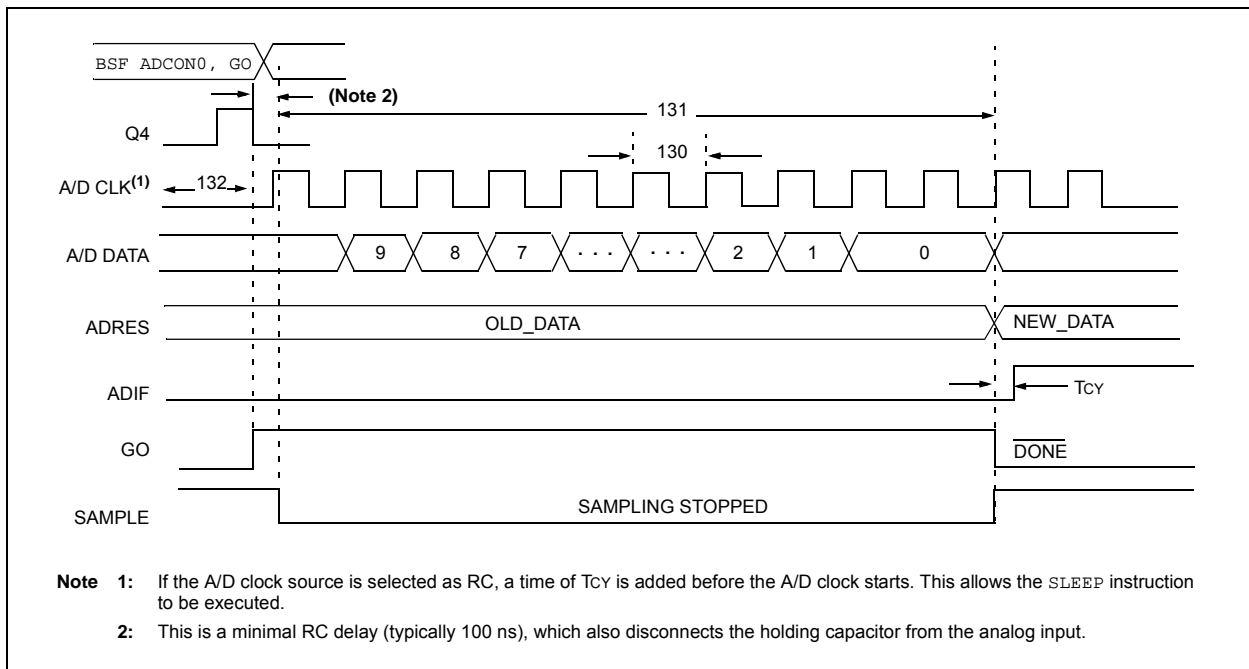 BSF ADCON0, GO
(Note 2)
131
Q4
130
A/D CLK(1)
132
A/D DATA
9 8 7 . . . . . . 2 1 0
ADRES
OLD_DATA
NEW_DATA
ADIF
TCY
GO
DONE
SAMPLE
SAMPLING STOPPED
Note 1: If the A/D clock source is selected as RC, a time of TCY is added before the A/D clock starts. This allows the SLEEP instruction
to be executed.
2: This is a minimal RC delay (typically 100 ns), which also disconnects the holding capacitor from the analog input.